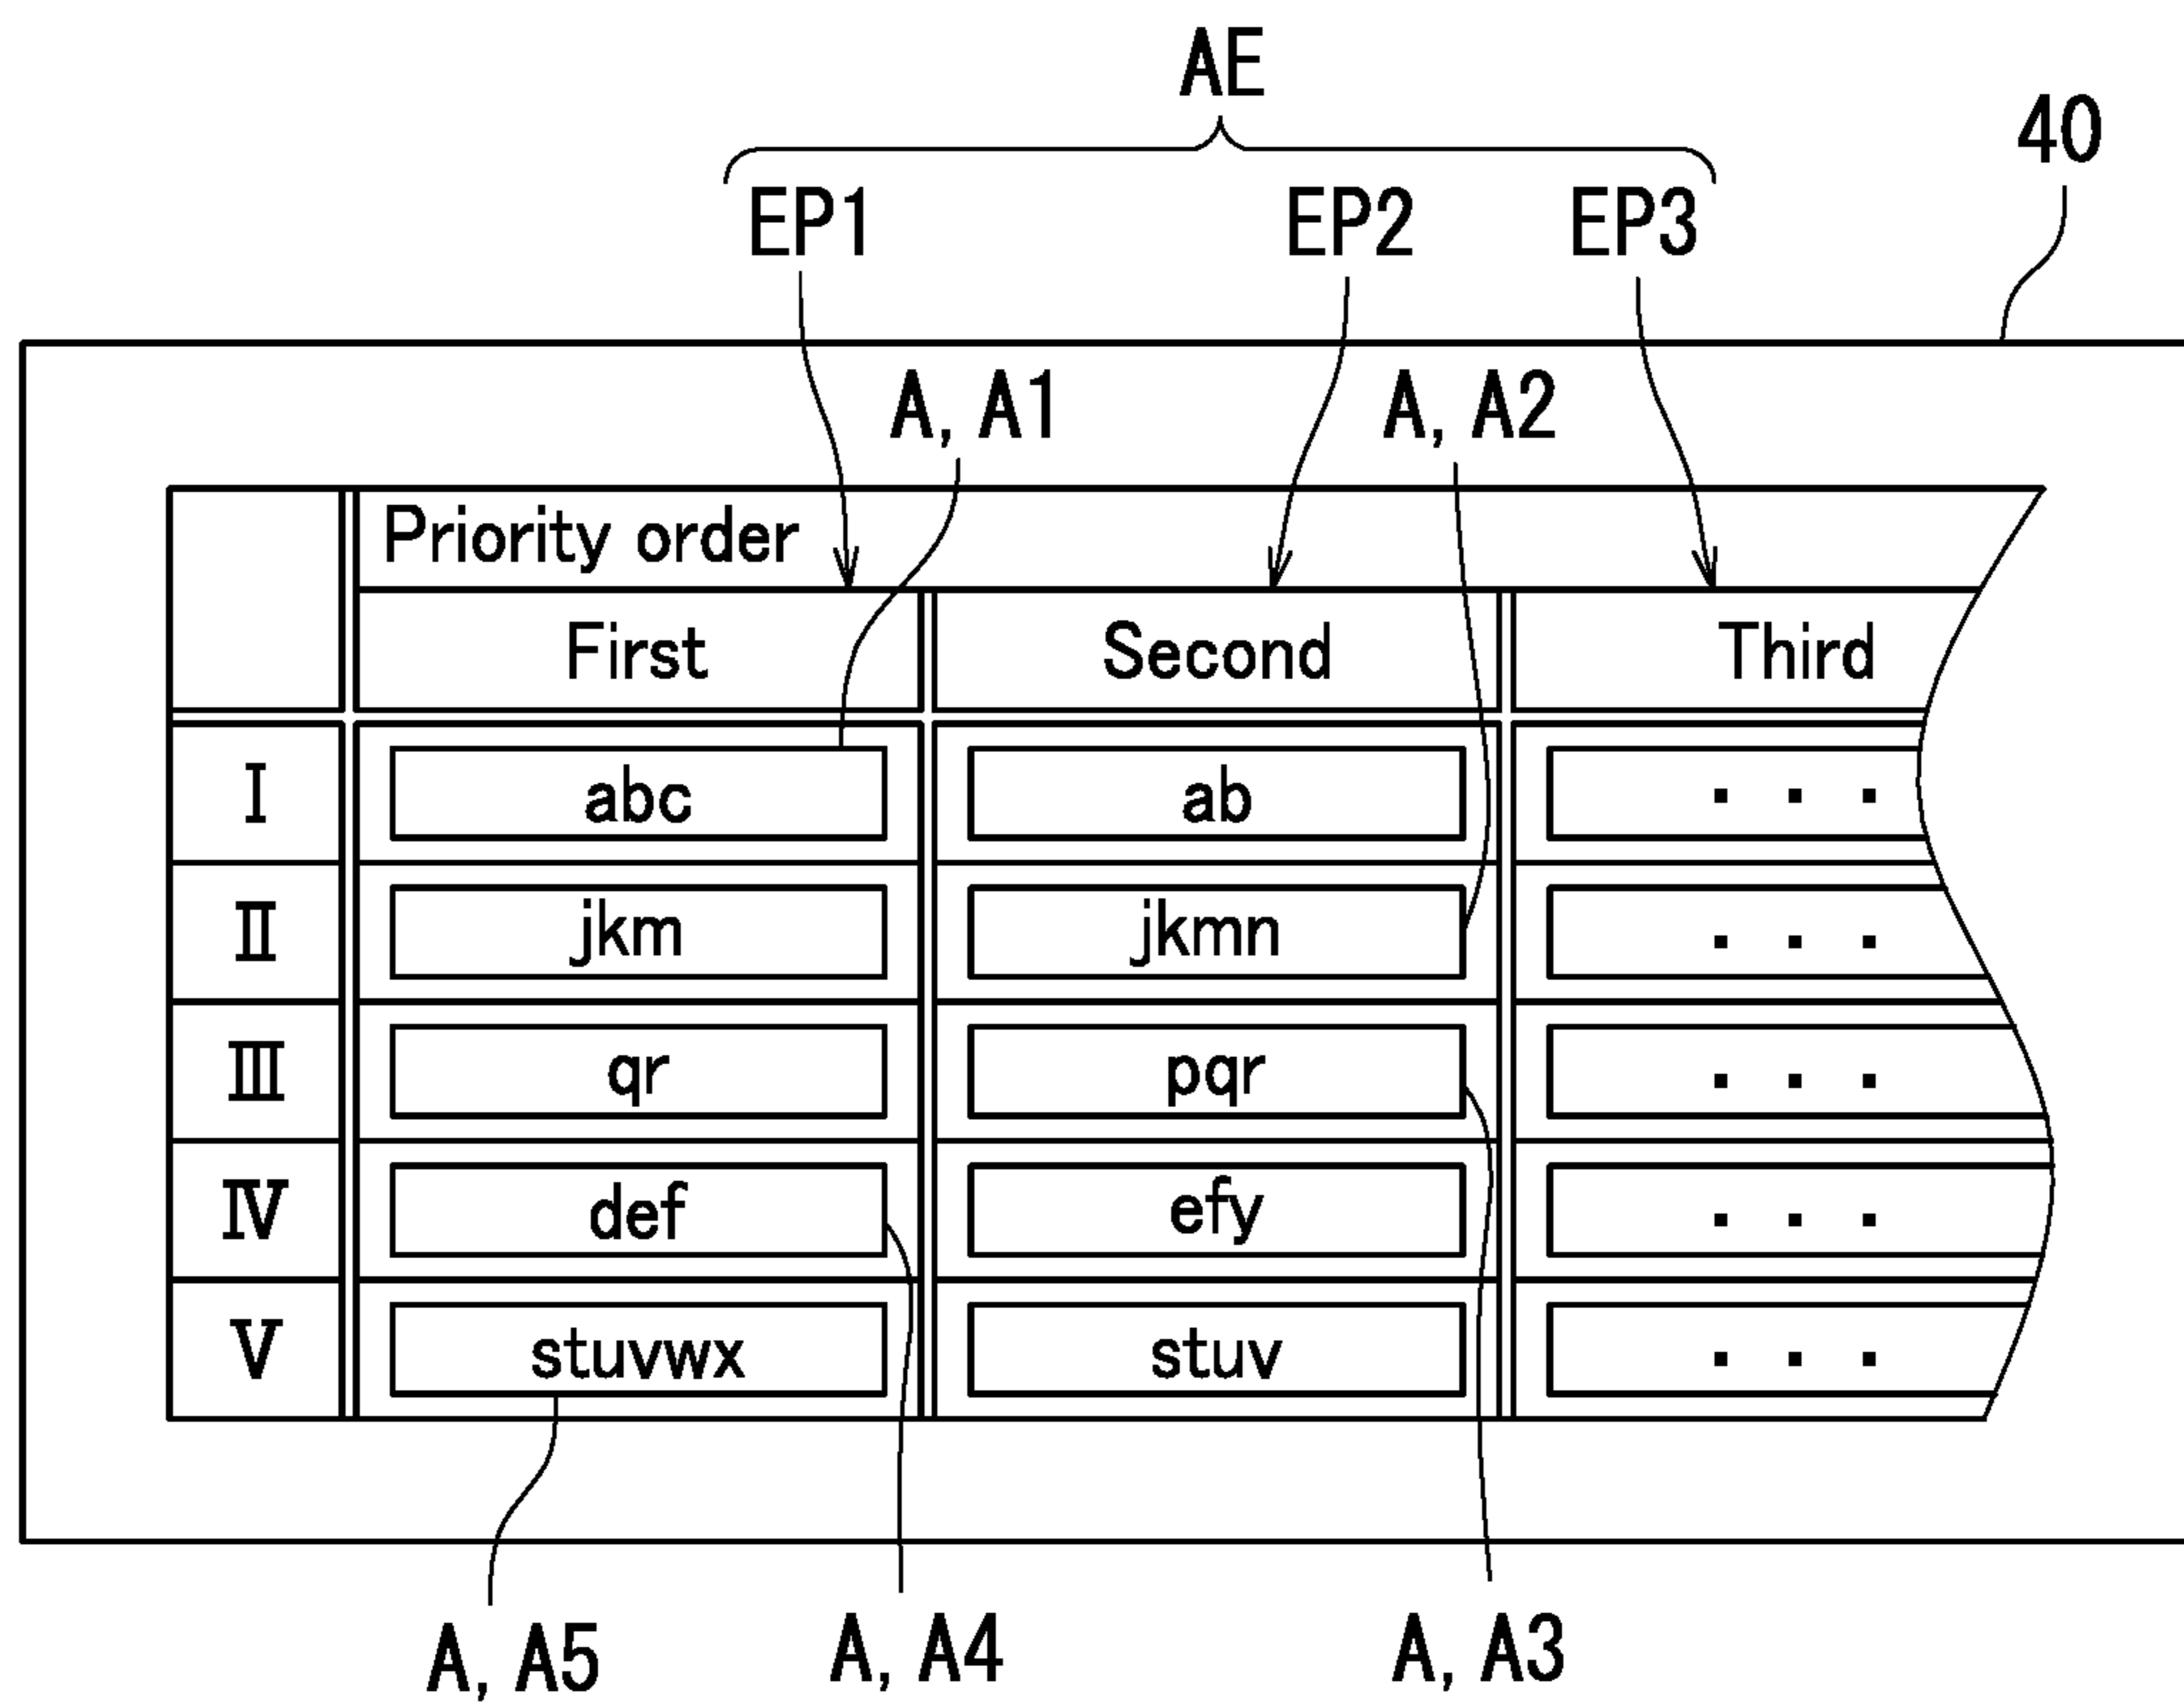 AE
40
EP1 EP2 EP3
A, A1 A, A2
Priority order
First Second Third
I abc ab . . .
II jkm jkmn . . .
III qr pqr . . .
IV def efy . . .
V stuvwx stuv . . .
A, A5 A, A4 A, A3